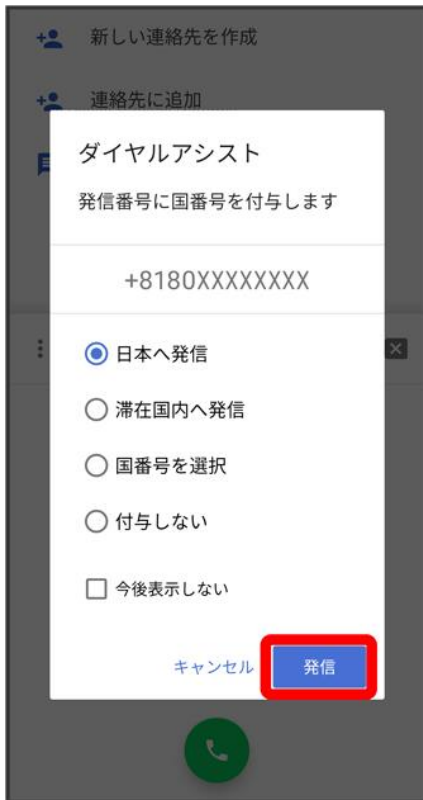 新しい連絡先を作成
連絡先に追加
ダイヤルアシスト
発信番号に国番号を付与します
+8180XXXXXXXX
日本へ発信
滞在国内へ発信
国番号を選択
付与しない
今後表示しない
キャンセル
発信